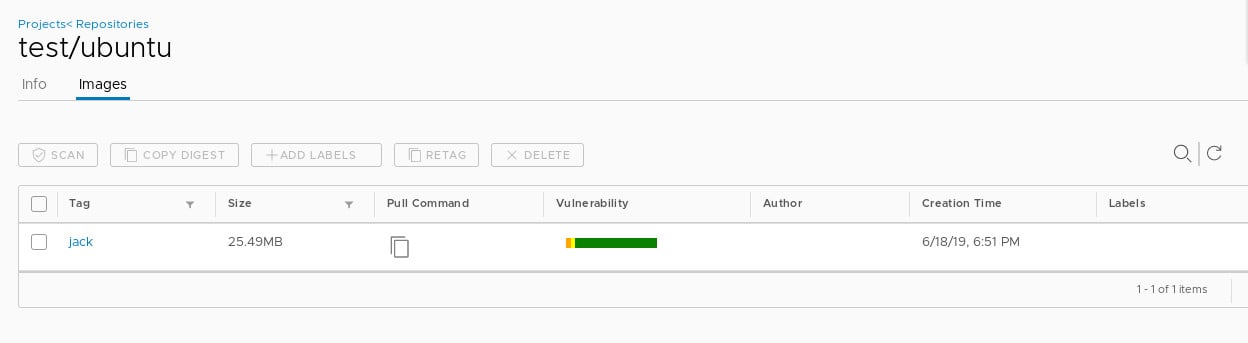 Projects< Repositories
test/ubuntu
Info Images
SCAN COPY DIGEST +ADD LABELS RETAG × DELETE
Tag Size Pull Command Vulnerability Author Creation Time Labels
jack 25.49MB 6/18/19, 6:51 PM
1 - 1 of 1 items